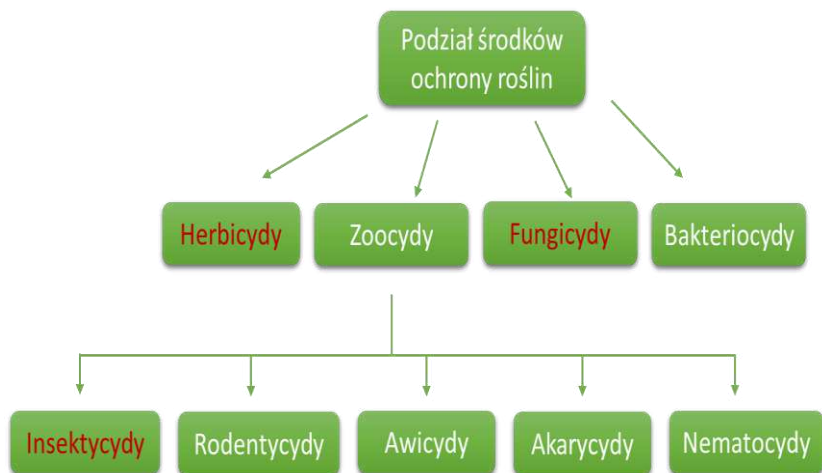 Podział środków
ochrony roślin
Herbicydy
Zoocydy
Fungicydy
Bakteriocydy
Insektycydy
Rodentycydy
Awicydy
Akarycydy
Nematocydy